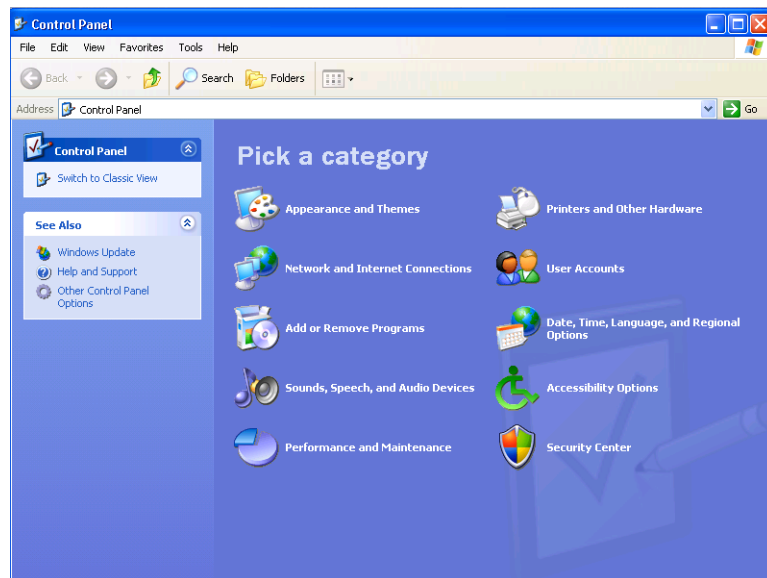 Control Panel
File Edit View Favorites Tools Help
Back Search Folders
Address Control Panel Go
Control Panel
Switch to Classic View
See Also
Windows Update
Help and Support
Other Control Panel
Options
Pick a category
Appearance and Themes
Printers and Other Hardware
Network and Internet Connections
User Accounts
Add or Remove Programs
Date, Time, Language, and Regional
Options
Sounds, Speech, and Audio Devices
Accessibility Options
Performance and Maintenance
Security Center